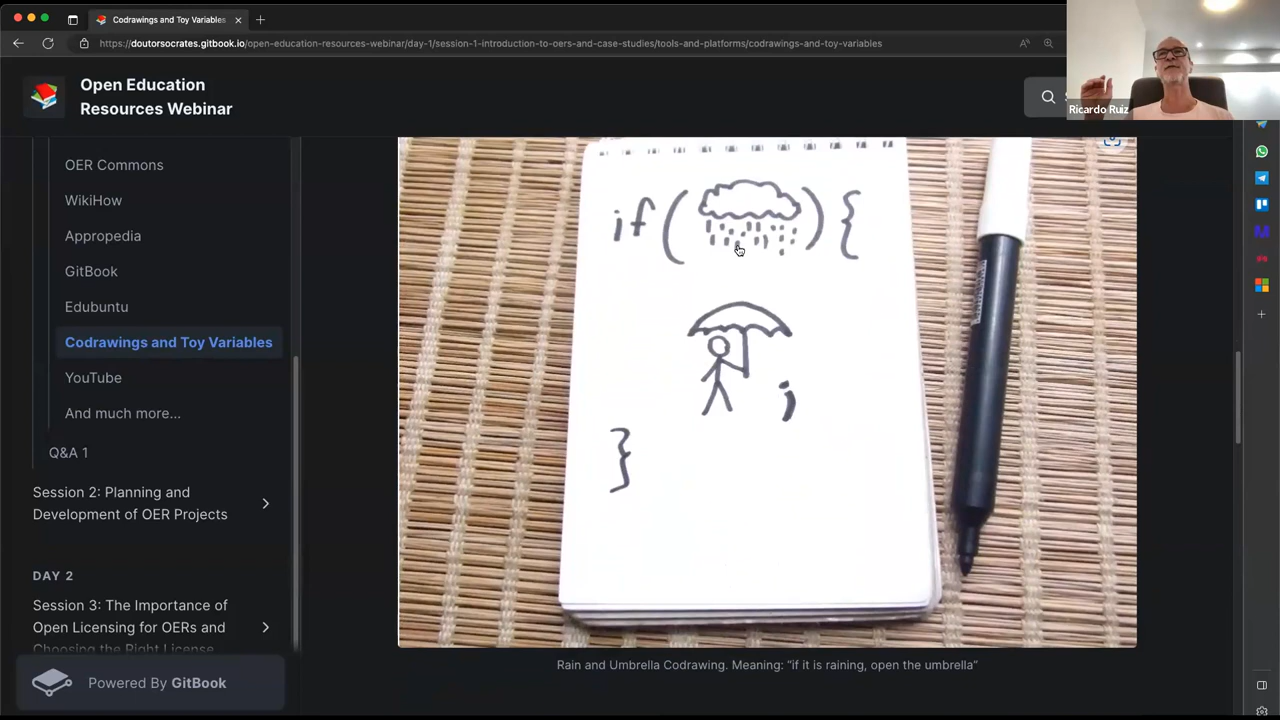 Codrawings and Toy Variables
https://doutorsocrates.gitbook.io/open-education-resources-webinar/day-1/session-1-introduction-to-oers-and-case-studies/tools-and-platforms/codrawings-and-toy-variables
Ricardo Ruiz
Open Education
Resources Webinar
OER Commons
WikiHow
Appropedia
GitBook
Edubuntu
Codrawings and Toy Variables
YouTube
And much more...
Q&A 1
Session 2: Planning and
Development of OER Projects
DAY 2
Session 3: The Importance of
Open Licensing for OERs and
Choosing the Right License
Powered By GitBook
if ( ) {
;
}
Rain and Umbrella Codrawing. Meaning: “if it is raining, open the umbrella”